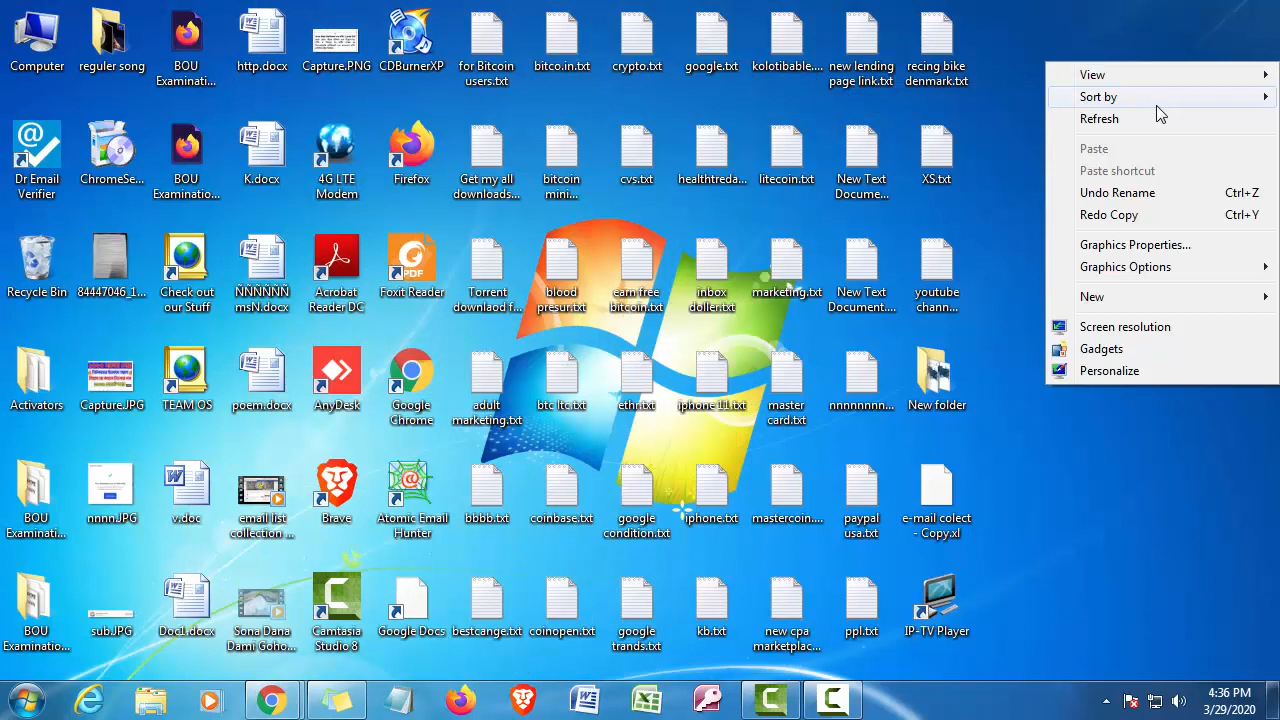 Computer
reguler song
BOU
Examinati...
http.docx
Capture.PNG
CDBurnerXP
for Bitcoin
users.txt
bitco.in.txt
crypto.txt
google.txt
kolotibable....
new lending
page link.txt
recing bike
denmark.txt
Dr Email
Verifier
ChromeSe...
BOU
Examinatio...
K.docx
4G LTE
Modem
Firefox
Get my all
downloads...
bitcoin
mini...
cvs.txt
healthtreda...
litecoin.txt
New Text
Docume...
XS.txt
Recycle Bin
84447046_1...
Check out
our Stuff
ÑÑÑÑÑÑ
msN.docx
Acrobat
Reader DC
Foxit Reader
Torrent
downlaod f...
blood
presur.txt
earn free
bitcoin.txt
inbox
doller.txt
marketing.txt
New Text
Document....
youtube
chann...
Activators
Capture.JPG
TEAM OS
poem.docx
AnyDesk
Google
Chrome
adult
marketing.txt
btc ltc.txt
ethr.txt
iphone 11.txt
master
card.txt
nnnnnnnn...
New folder
BOU
Examinati...
nnnn.JPG
v.doc
email list
collection ...
Brave
Atomic Email
Hunter
bbbb.txt
coinbase.txt
google
condition.txt
iphone.txt
mastercoin....
paypal
usa.txt
e-mail colect
- Copy.xl
BOU
Examinatio...
sub.JPG
Doc1.docx
Sona Dana
Dami Goho...
Camtasia
Studio 8
Google Docs
bestcange.txt
coinopen.txt
google
trands.txt
kb.txt
new cpa
marketplac...
ppl.txt
IP-TV Player
View
Sort by
Refresh
Paste
Paste shortcut
Undo Rename Ctrl+Z
Redo Copy Ctrl+Y
Graphics Properties...
Graphics Options
New
Screen resolution
Gadgets
Personalize
4:36 PM
3/29/2020